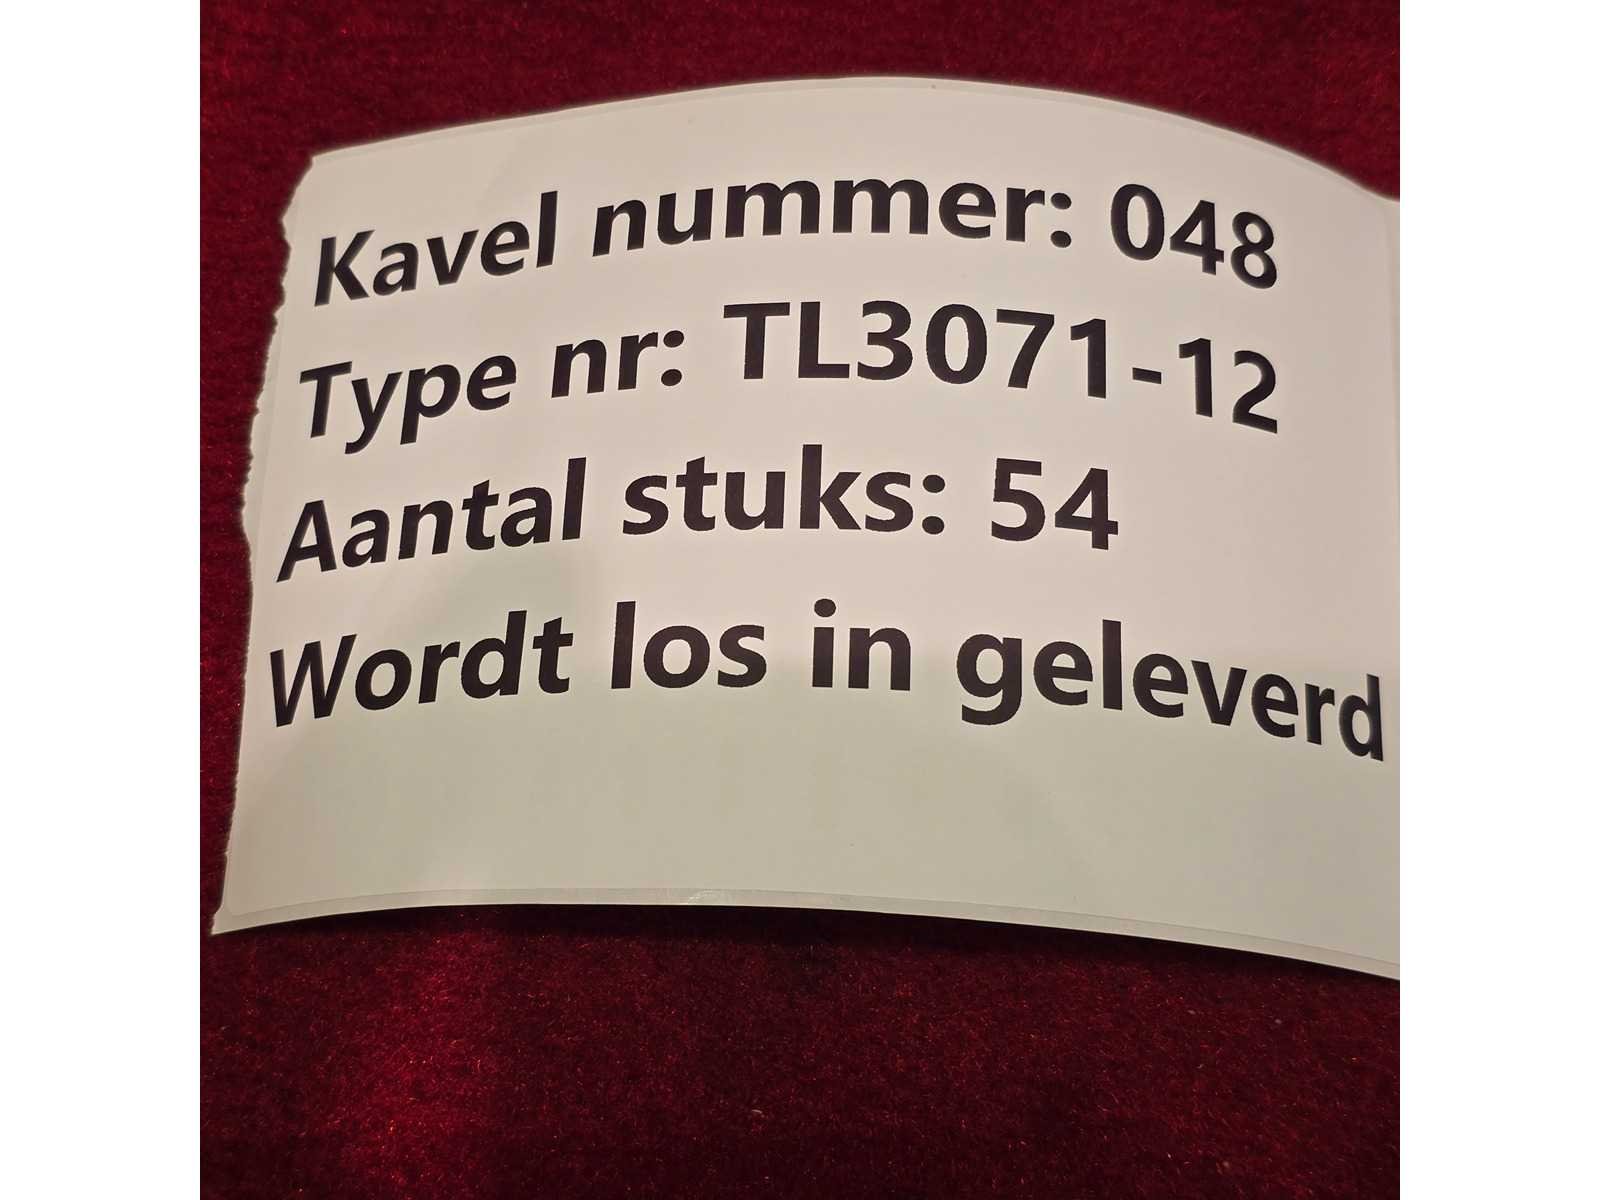 Kavel nummer: 048
Type nr: TL3071-12
Aantal stuks: 54
Wordt los in geleverd